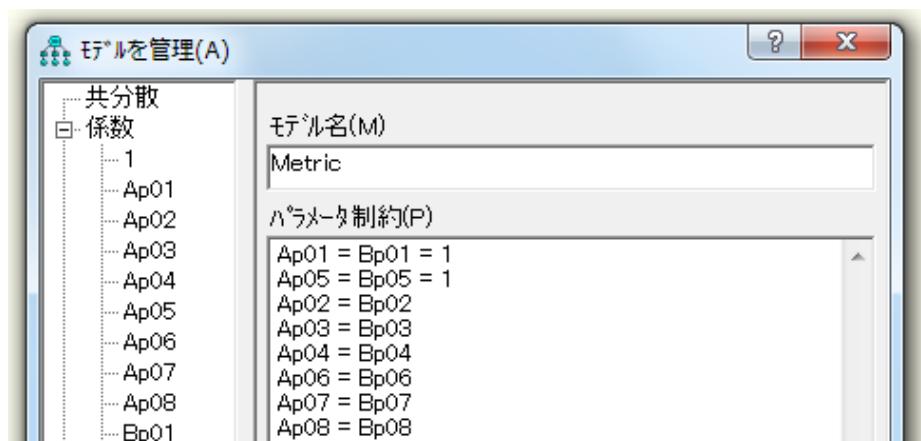 ﾓﾃﾞﾙを管理(A)
共分散
係数
1
Ap01
Ap02
Ap03
Ap04
Ap05
Ap06
Ap07
Ap08
Bp01
ﾓﾃﾞﾙ名(M)
Metric
ﾊﾟﾗﾒｰﾀ制約(P)
Ap01 = Bp01 = 1
Ap05 = Bp05 = 1
Ap02 = Bp02
Ap03 = Bp03
Ap04 = Bp04
Ap06 = Bp06
Ap07 = Bp07
Ap08 = Bp08